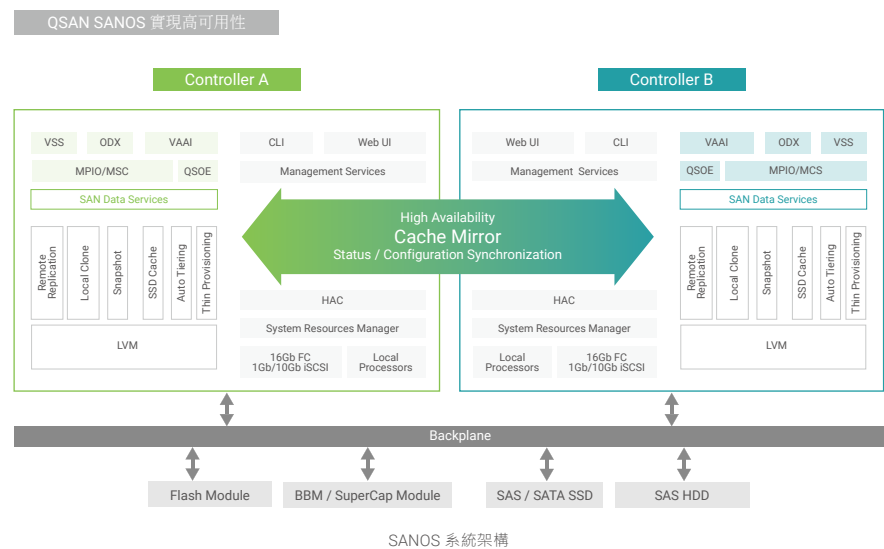 QSAN SANOS 實現高可用性
Controller A
Controller B
VSS
ODX
VAAI
CLI
Web UI
MPIO/MSC
QSOE
Management Services
SAN Data Services
Remote
Replication
Local Clone
Snapshot
SSD Cache
Auto Tiering
Thin Provisioning
LVM
HAC
System Resources Manager
16Gb FC
1Gb/10Gb iSCSI
Local
Processors
High Availability
Cache Mirror
Status / Configuration Synchronization
Web UI
CLI
VAAI
ODX
VSS
Management Services
QSOE
MPIO/MCS
SAN Data Services
HAC
System Resources Manager
Local
Processors
16Gb FC
1Gb/10Gb iSCSI
Remote
Replication
Local Clone
Snapshot
SSD Cache
Auto Tiering
Thin Provisioning
LVM
Backplane
Flash Module
BBM / SuperCap Module
SAS / SATA SSD
SAS HDD
SANOS 系統架構